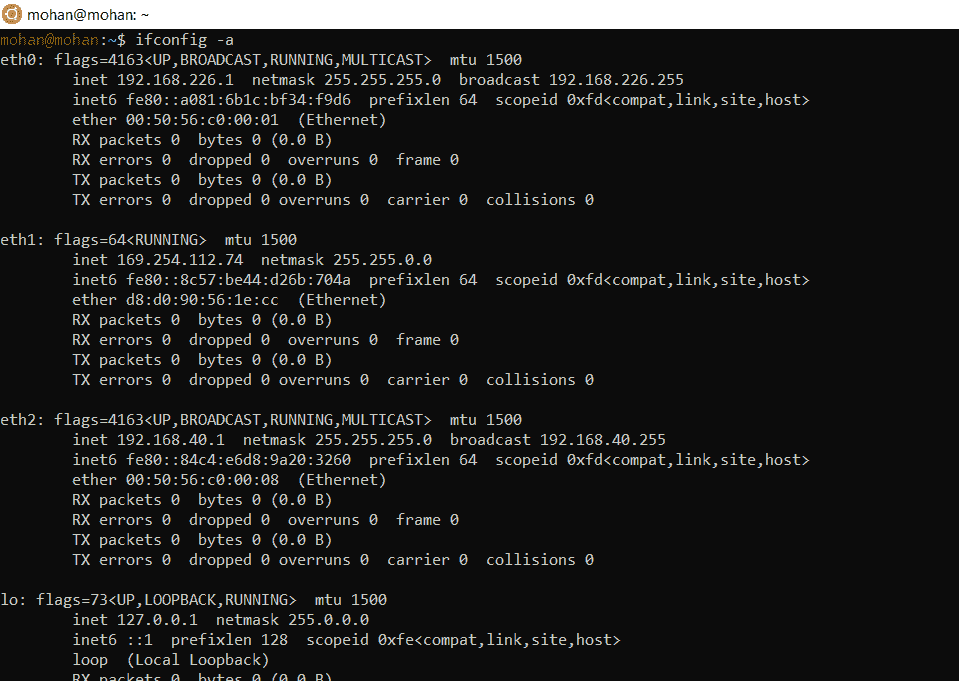 mohan@mohan: ~
mohan@mohan:~$ ifconfig -a
eth0: flags=4163<UP,BROADCAST,RUNNING,MULTICAST>  mtu 1500
        inet 192.168.226.1  netmask 255.255.255.0  broadcast 192.168.226.255
        inet6 fe80::a081:6b1c:bf34:f9d6  prefixlen 64  scopeid 0xfd<compat,link,site,host>
        ether 00:50:56:c0:00:01  (Ethernet)
        RX packets 0  bytes 0 (0.0 B)
        RX errors 0  dropped 0  overruns 0  frame 0
        TX packets 0  bytes 0 (0.0 B)
        TX errors 0  dropped 0 overruns 0  carrier 0  collisions 0

eth1: flags=64<RUNNING>  mtu 1500
        inet 169.254.112.74  netmask 255.255.0.0
        inet6 fe80::8c57:be44:d26b:704a  prefixlen 64  scopeid 0xfd<compat,link,site,host>
        ether d8:d0:90:56:1e:cc  (Ethernet)
        RX packets 0  bytes 0 (0.0 B)
        RX errors 0  dropped 0  overruns 0  frame 0
        TX packets 0  bytes 0 (0.0 B)
        TX errors 0  dropped 0 overruns 0  carrier 0  collisions 0

eth2: flags=4163<UP,BROADCAST,RUNNING,MULTICAST>  mtu 1500
        inet 192.168.40.1  netmask 255.255.255.0  broadcast 192.168.40.255
        inet6 fe80::84c4:e6d8:9a20:3260  prefixlen 64  scopeid 0xfd<compat,link,site,host>
        ether 00:50:56:c0:00:08  (Ethernet)
        RX packets 0  bytes 0 (0.0 B)
        RX errors 0  dropped 0  overruns 0  frame 0
        TX packets 0  bytes 0 (0.0 B)
        TX errors 0  dropped 0 overruns 0  carrier 0  collisions 0

lo: flags=73<UP,LOOPBACK,RUNNING>  mtu 1500
        inet 127.0.0.1  netmask 255.0.0.0
        inet6 ::1  prefixlen 128  scopeid 0xfe<compat,link,site,host>
        loop  (Local Loopback)
        RX packets 0  bytes 0 (0.0 B)